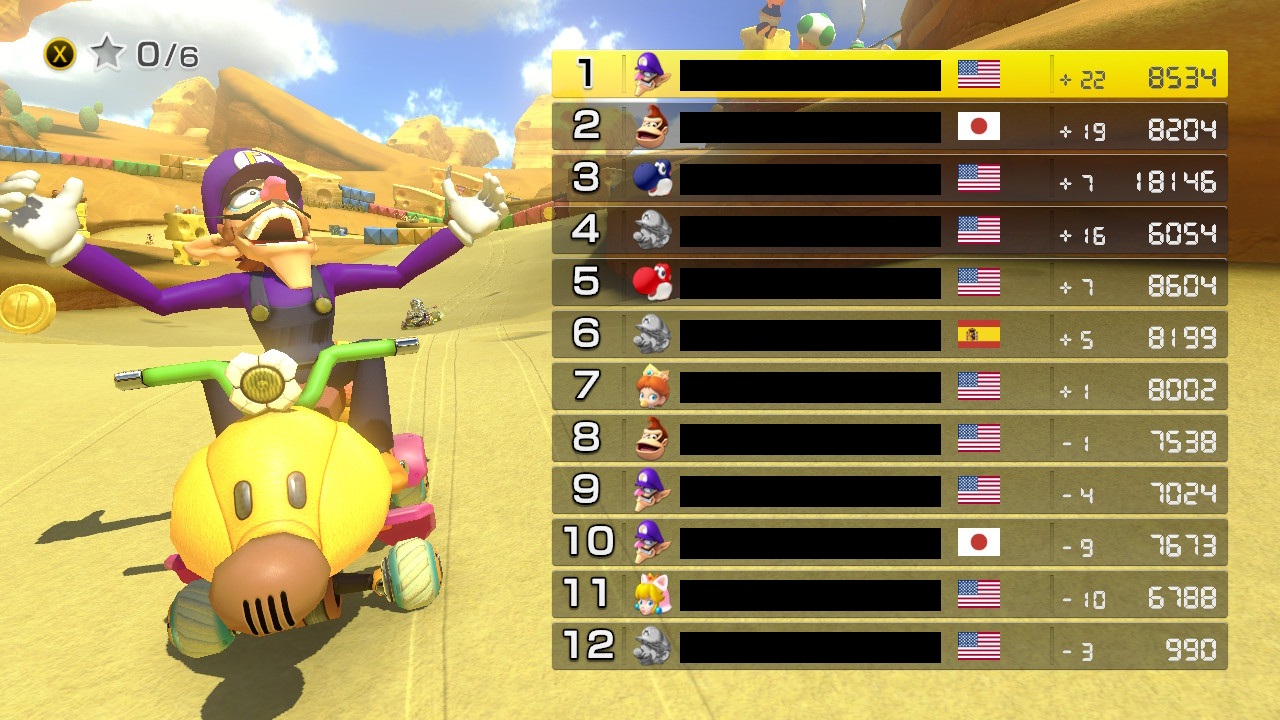 X 0/6
1 + 22 8534
2 + 19 8204
3 + 7 18146
4 + 16 6054
5 + 7 8604
6 + 5 8199
7 + 1 8002
8 - 1 7538
9 - 4 7024
10 - 9 7673
11 - 10 6788
12 - 3 990